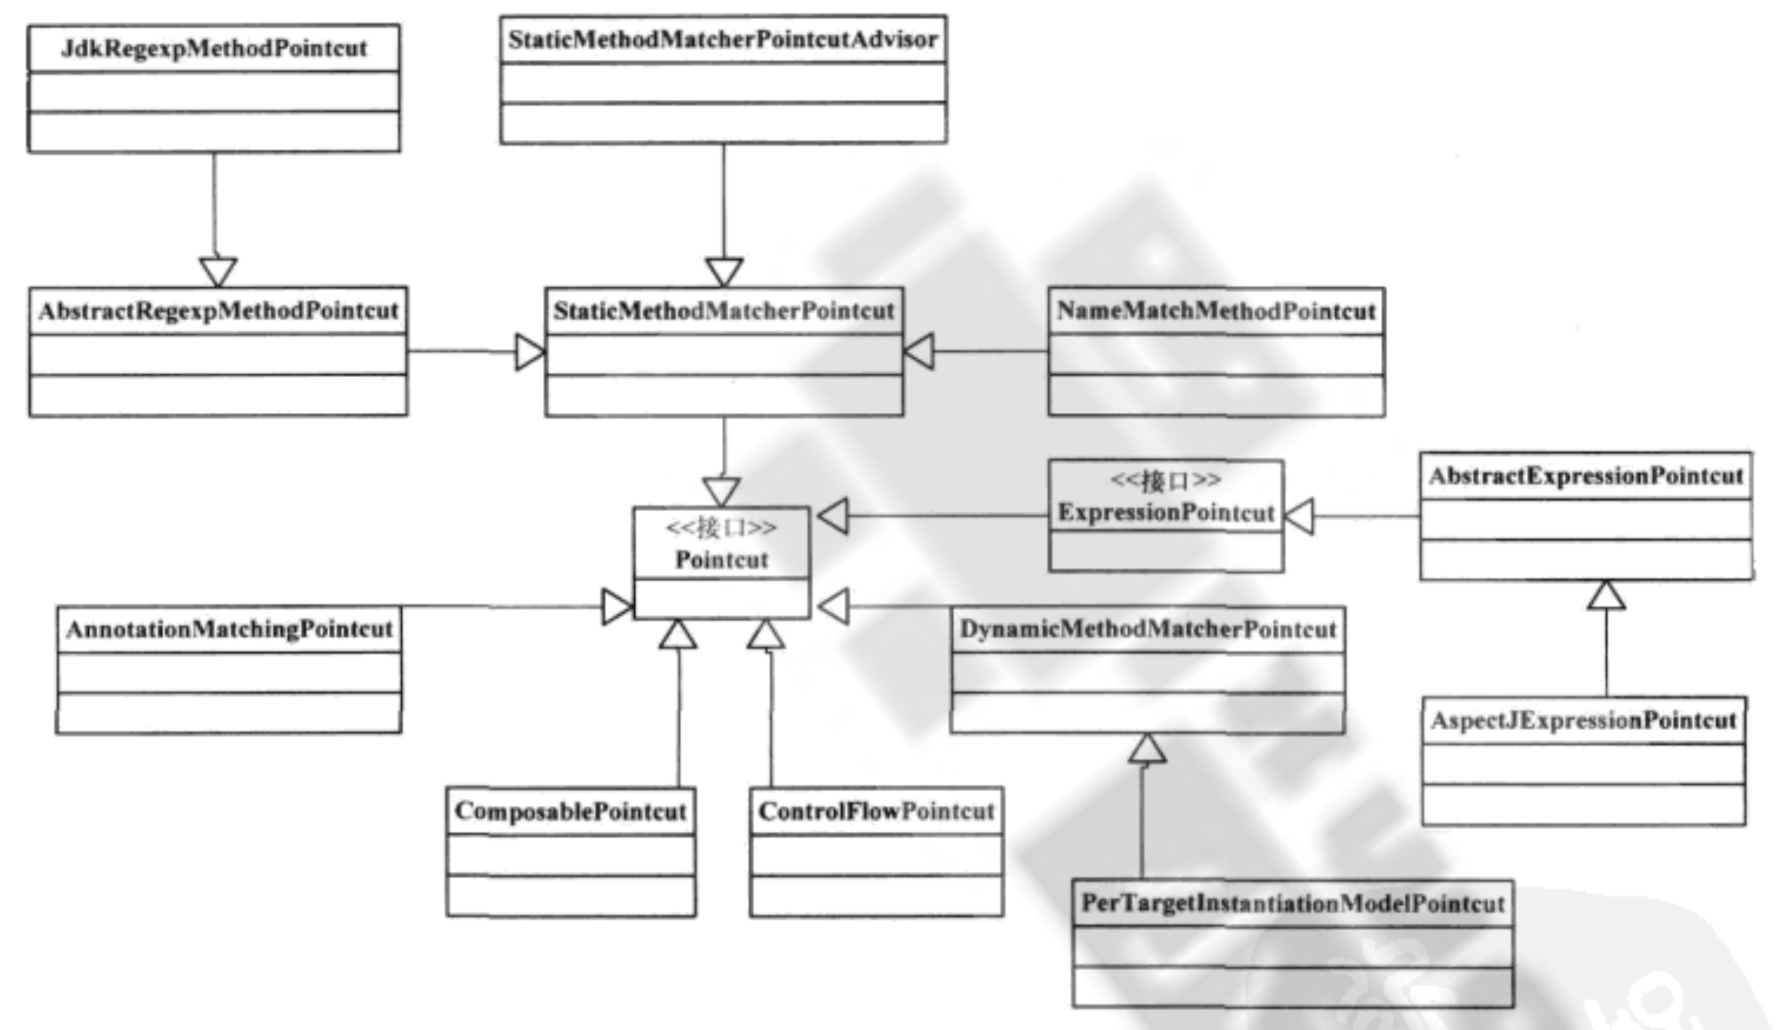 JdkRegexpMethodPointcut
StaticMethodMatcherPointcutAdvisor
AbstractRegexpMethodPointcut
StaticMethodMatcherPointcut
NameMatchMethodPointcut
<<接口>>
ExpressionPointcut
AbstractExpressionPointcut
<<接口>>
Pointcut
AnnotationMatchingPointcut
DynamicMethodMatcherPointcut
AspectJExpressionPointcut
ComposablePointcut
ControlFlowPointcut
PerTargetInstantiationModelPointcut